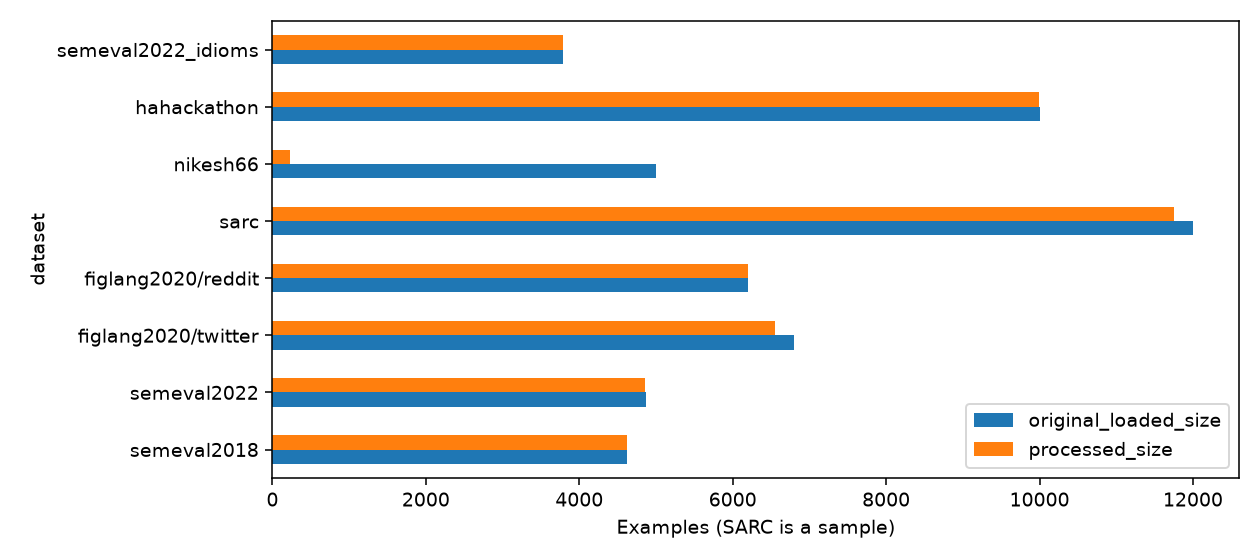 semeval2022_idioms
hahackathon
nikesh66
sarc
figlang2020/reddit
figlang2020/twitter
semeval2022
semeval2018
dataset
original_loaded_size
processed_size
0 2000 4000 6000 8000 10000 12000
Examples (SARC is a sample)